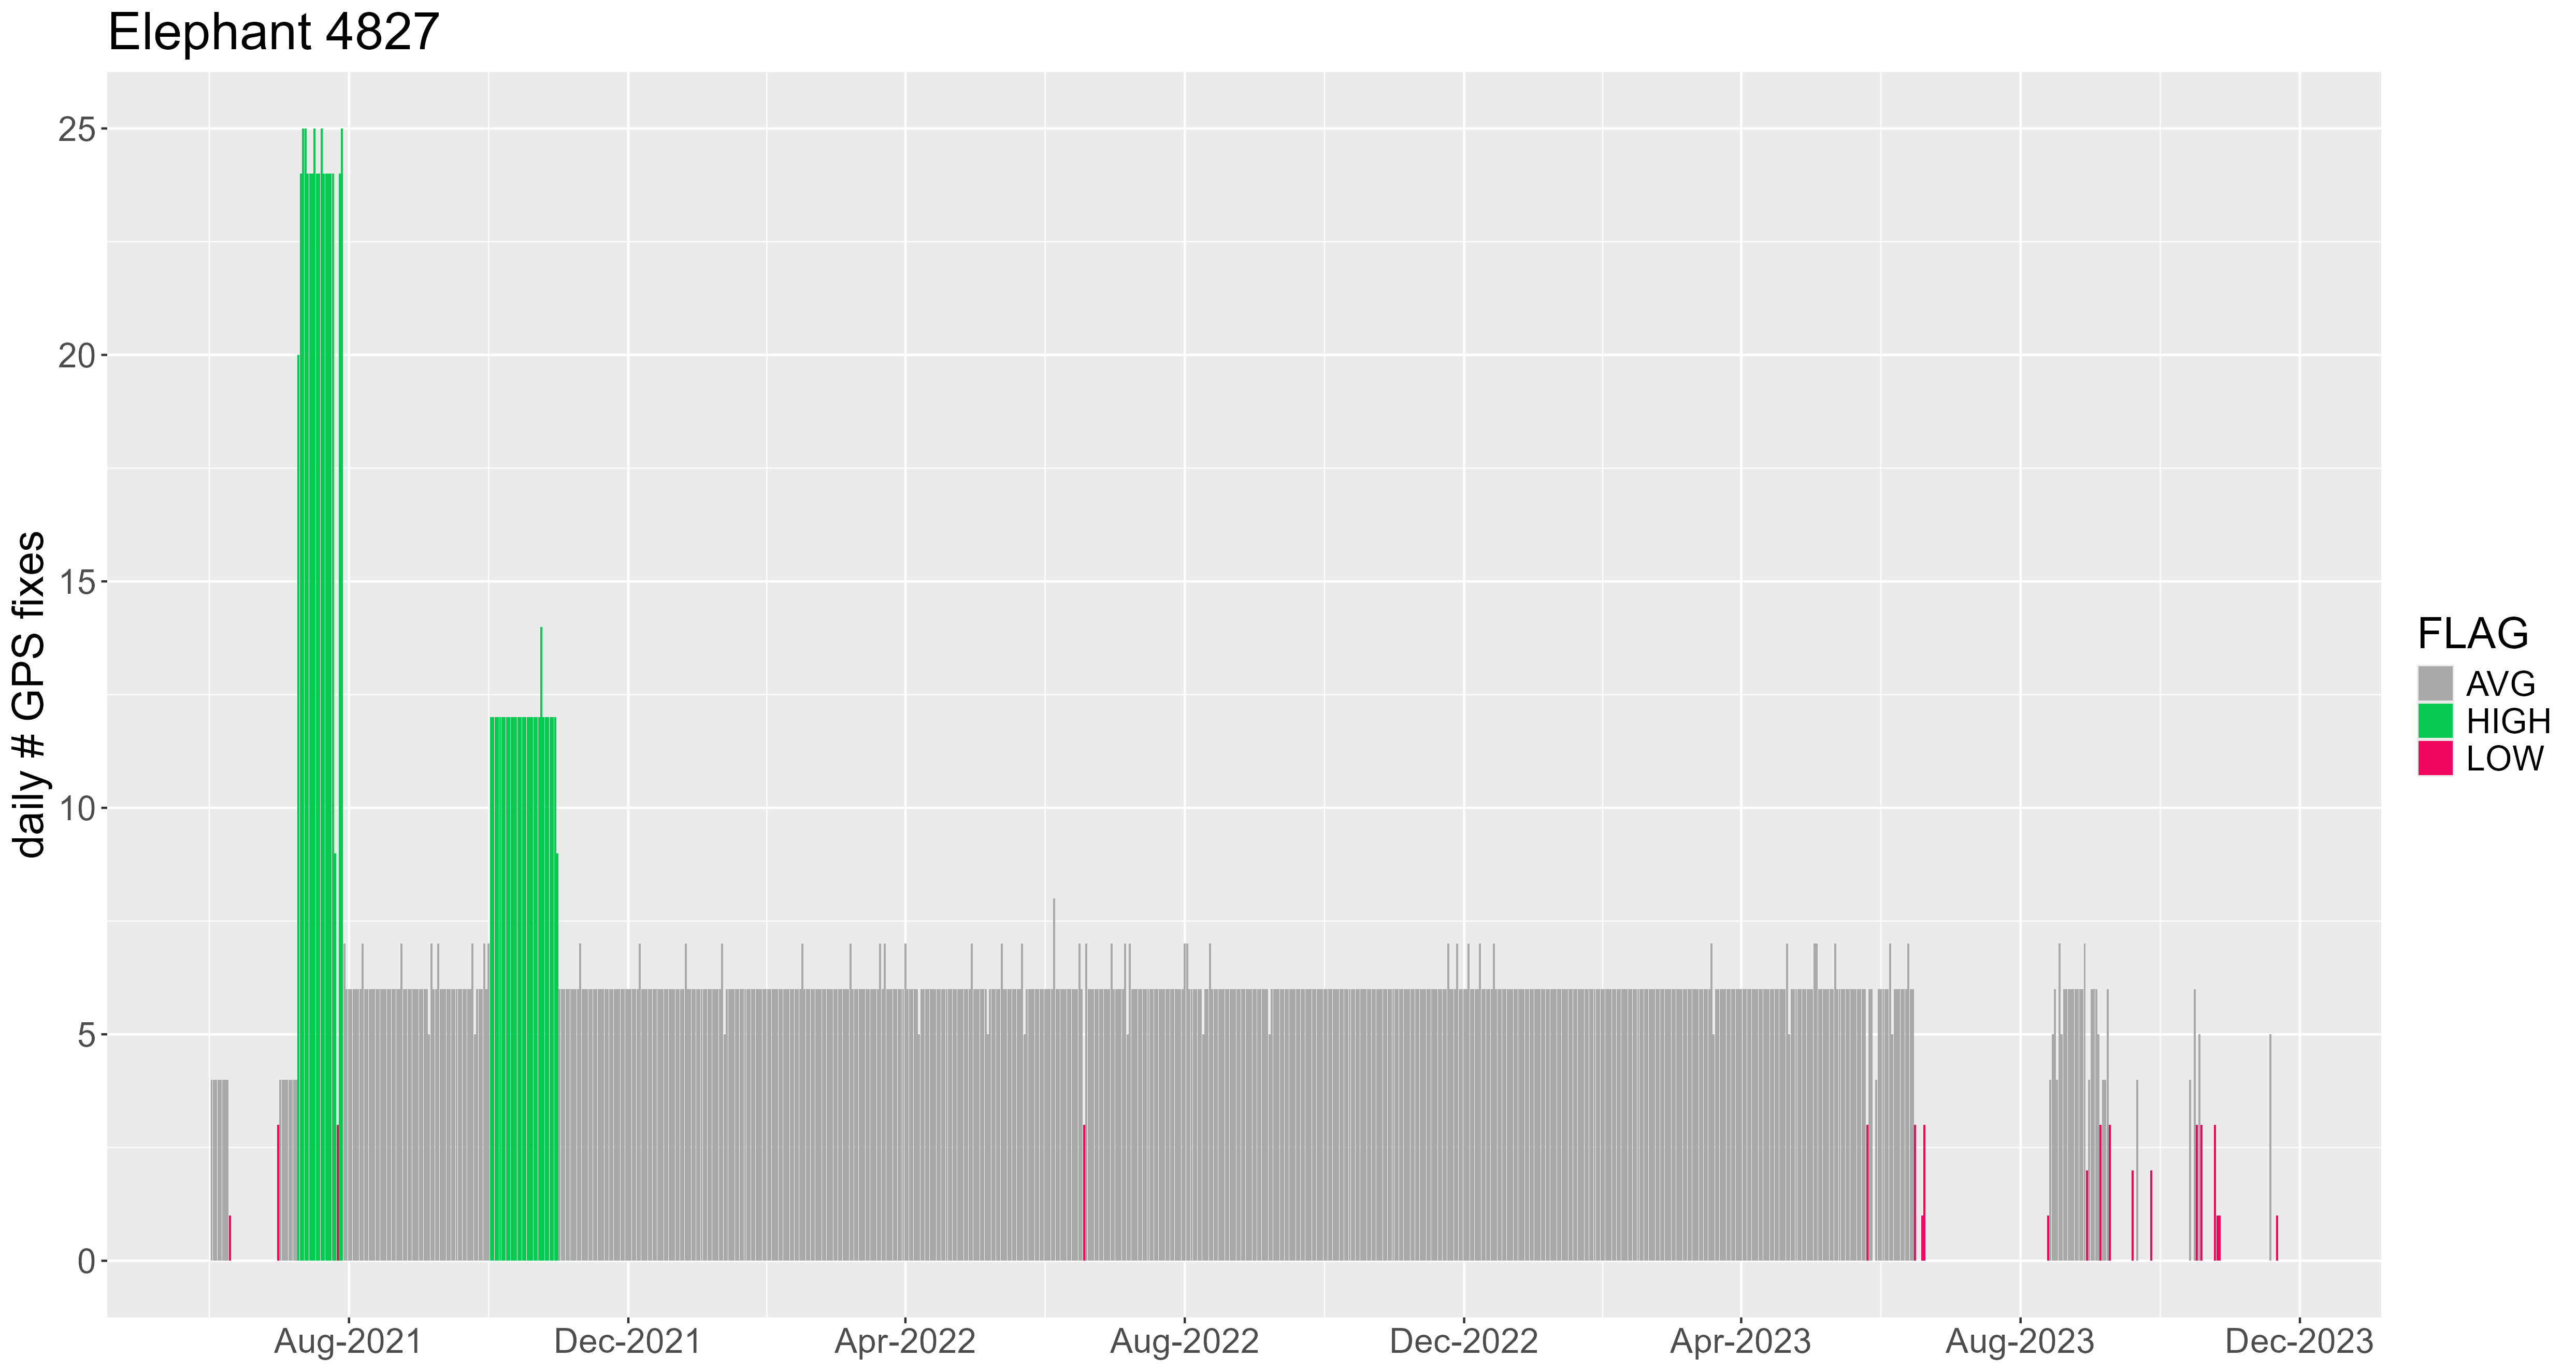 Elephant 4827
daily # GPS fixes
25
20
15
10
5
0
Aug-2021 Dec-2021 Apr-2022 Aug-2022 Dec-2022 Apr-2023 Aug-2023 Dec-2023
FLAG
AVG
HIGH
LOW